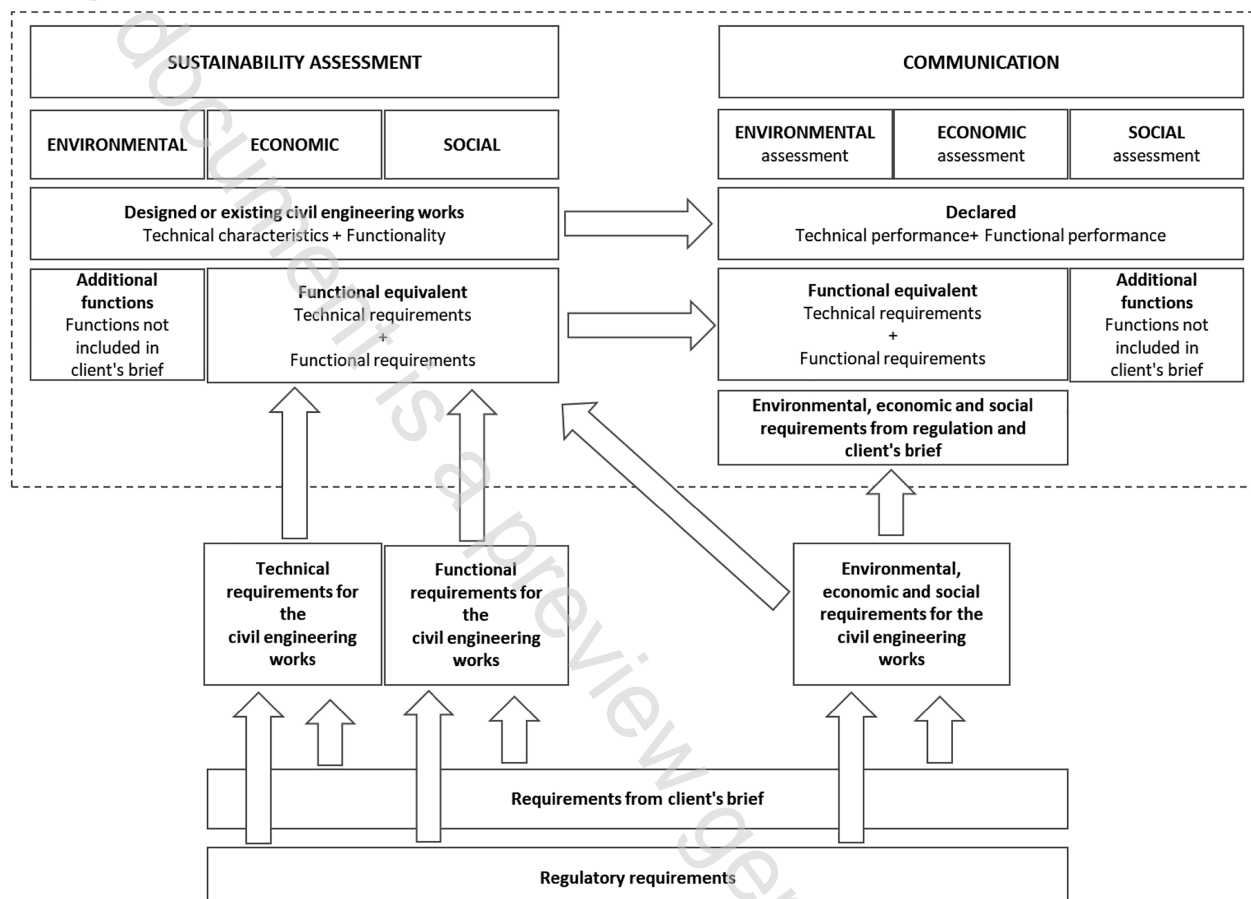 SUSTAINABILITY ASSESSMENT
COMMUNICATION
ENVIRONMENTAL
ECONOMIC
SOCIAL
ENVIRONMENTAL
assessment
ECONOMIC
assessment
SOCIAL
assessment
Designed or existing civil engineering works
Technical characteristics + Functionality
Declared
Technical performance+ Functional performance
Additional
functions
Functions not
included in
client's brief
Functional equivalent
Technical requirements
+
Functional requirements
Functional equivalent
Technical requirements
+
Functional requirements
Additional
functions
Functions not
included in
client's brief
Environmental, economic and social
requirements from regulation and
client's brief
Technical
requirements for
the
civil engineering
works
Functional
requirements for
the
civil engineering
works
Environmental,
economic and social
requirements for the
civil engineering
works
Requirements from client's brief
Regulatory requirements
document is a preview gen